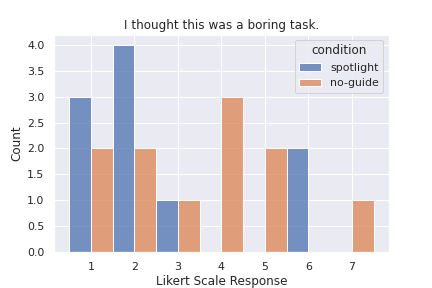 I thought this was a boring task.
condition
spotlight
no-guide
4.0
3.5
3.0
2.5
2.0
1.5
1.0
0.5
0.0
Count
1 2 3 4 5 6 7
Likert Scale Response